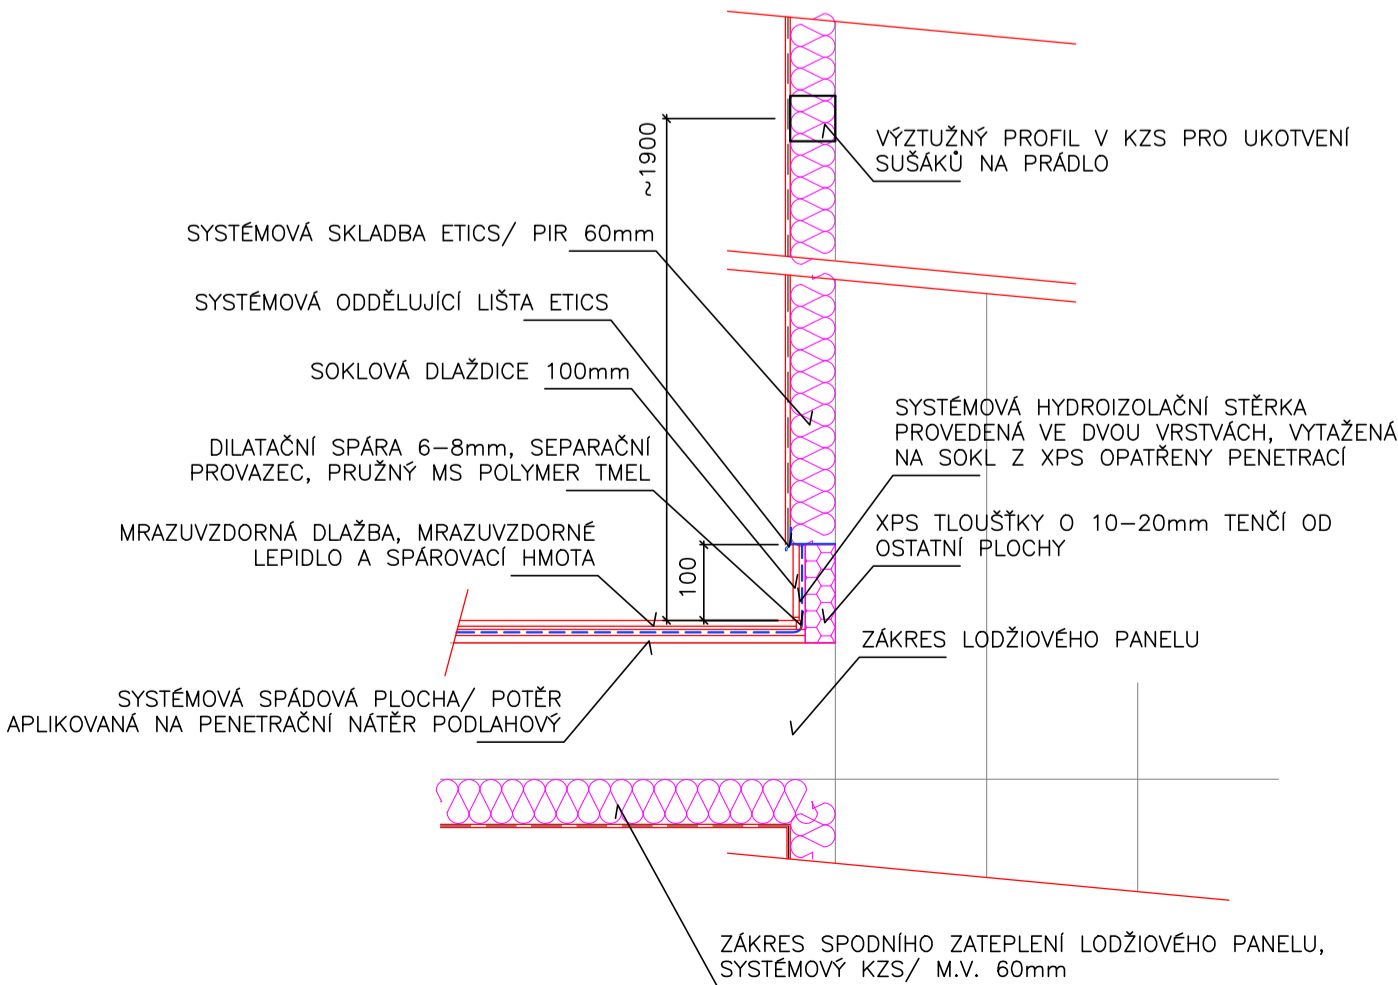 VÝZTUŽNÝ PROFIL V KZS PRO UKOTVENÍ
SUŠÁKŮ NA PRÁDLO
~1900
SYSTÉMOVÁ SKLADBA ETICS/ PIR 60mm
SYSTÉMOVÁ ODDĚLUJÍCÍ LIŠTA ETICS
SOKLOVÁ DLAŽDICE 100mm
DILATAČNÍ SPÁRA 6-8mm, SEPARAČNÍ
PROVAZEC, PRUŽNÝ MS POLYMER TMEL
MRAZUVZDORNÁ DLAŽBA, MRAZUVZDORNÉ
LEPIDLO A SPÁROVACÍ HMOTA
100
SYSTÉMOVÁ HYDROIZOLAČNÍ STĚRKA
PROVEDENÁ VE DVOU VRSTVÁCH, VYTAŽENÁ
NA SOKL Z XPS OPATŘENY PENETRACÍ
XPS TLOUŠŤKY O 10-20mm TENČÍ OD
OSTATNÍ PLOCHY
ZÁKRES LODŽIOVÉHO PANELU
SYSTÉMOVÁ SPÁDOVÁ PLOCHA/ POTĚR
APLIKOVANÁ NA PENETRAČNÍ NÁTĚR PODLAHOVÝ
ZÁKRES SPODNÍHO ZATEPLENÍ LODŽIOVÉHO PANELU,
SYSTÉMOVÝ KZS/ M.V. 60mm